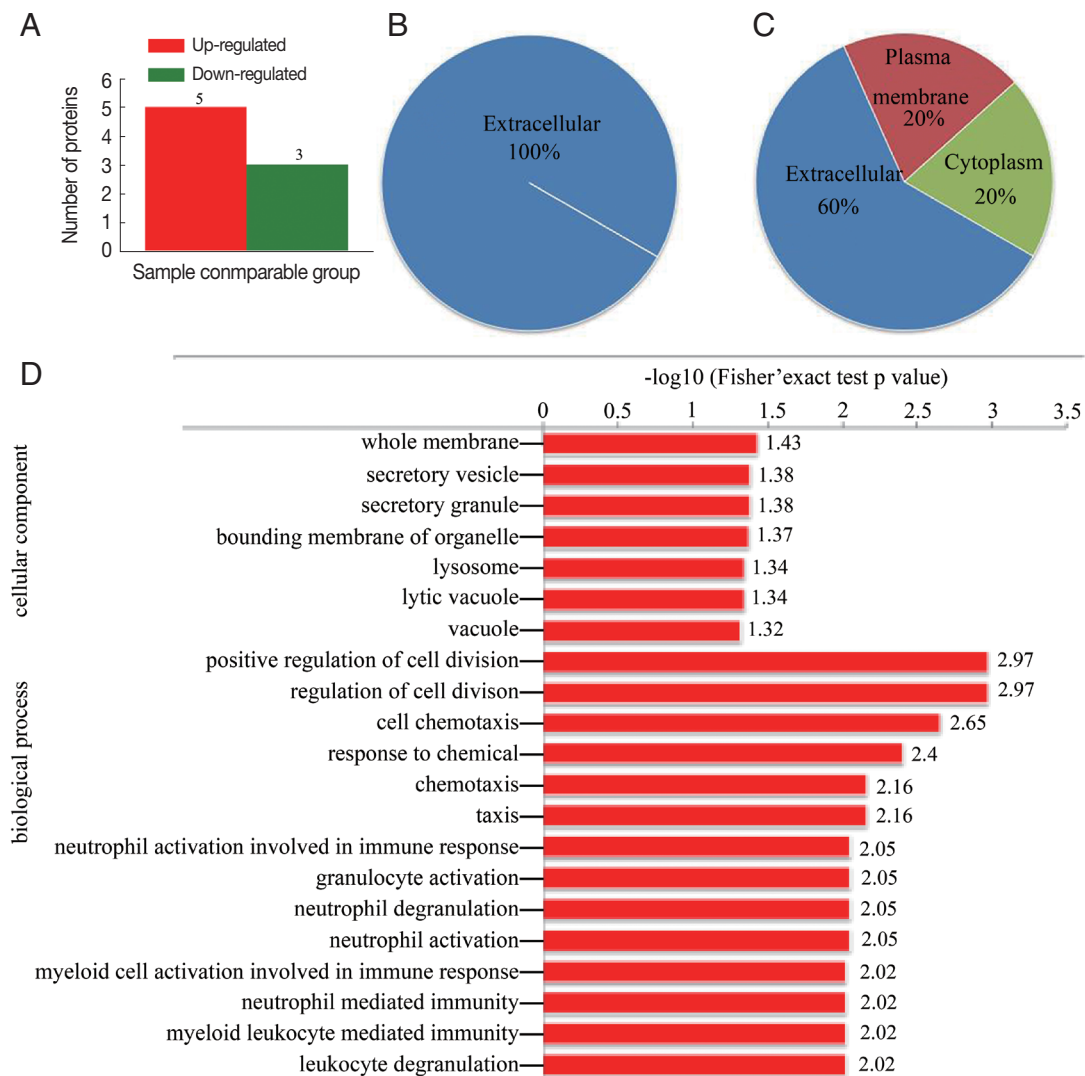 A
Up-regulated
Down-regulated
Number of proteins
6
5
4
3
2
1
0
5
3
Sample conmparable group
B
Extracellular
100%
C
Plasma
membrane
20%
Cytoplasm
20%
Extracellular
60%
D
-log10 (Fisher’exact test p value)
0 0.5 1 1.5 2 2.5 3 3.5
cellular component
whole membrane 1.43
secretory vesicle 1.38
secretory granule 1.38
bounding membrane of organelle 1.37
lysosome 1.34
lytic vacuole 1.34
vacuole 1.32
biological process
positive regulation of cell division 2.97
regulation of cell divison 2.97
cell chemotaxis 2.65
response to chemical 2.4
chemotaxis 2.16
taxis 2.16
neutrophil activation involved in immune response 2.05
granulocyte activation 2.05
neutrophil degranulation 2.05
neutrophil activation 2.05
myeloid cell activation involved in immune response 2.02
neutrophil mediated immunity 2.02
myeloid leukocyte mediated immunity 2.02
leukocyte degranulation 2.02